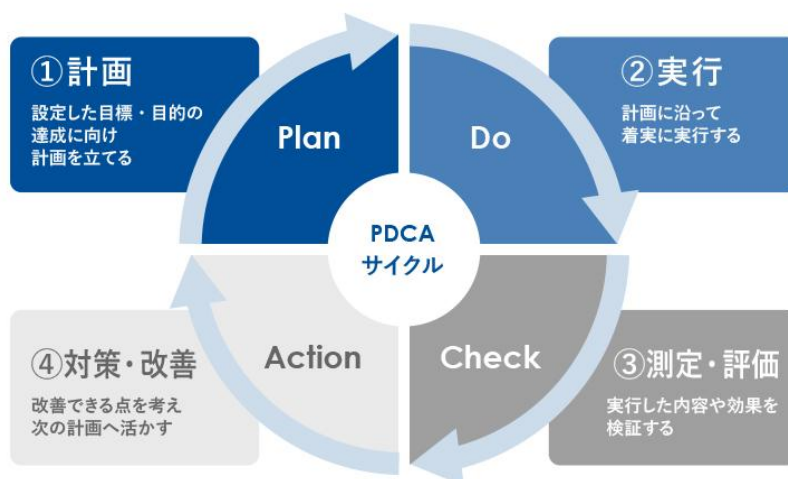 ①計画
設定した目標・目的の
達成に向け
計画を立てる
Plan
Do
②実行
計画に沿って
着実に実行する
PDCA
サイクル
④対策・改善
改善できる点を考え
次の計画へ活かす
Action
Check
③測定・評価
実行した内容や効果を
検証する